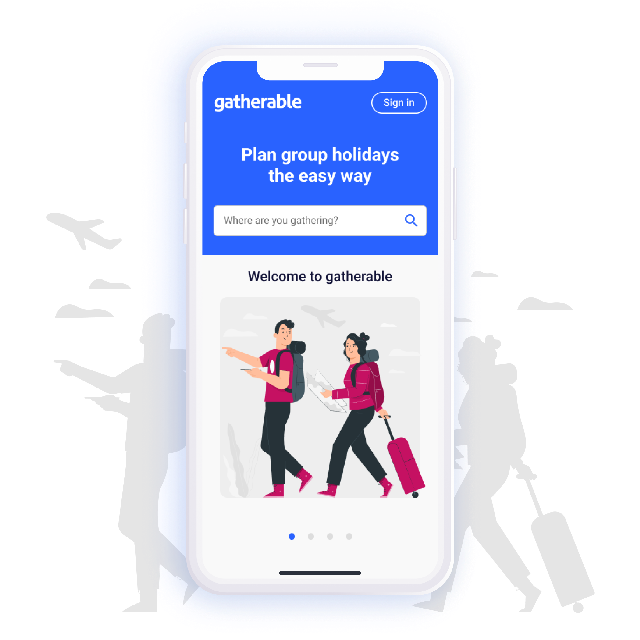 gatherable
Sign in
Plan group holidays
the easy way
Where are you gathering?
Welcome to gatherable